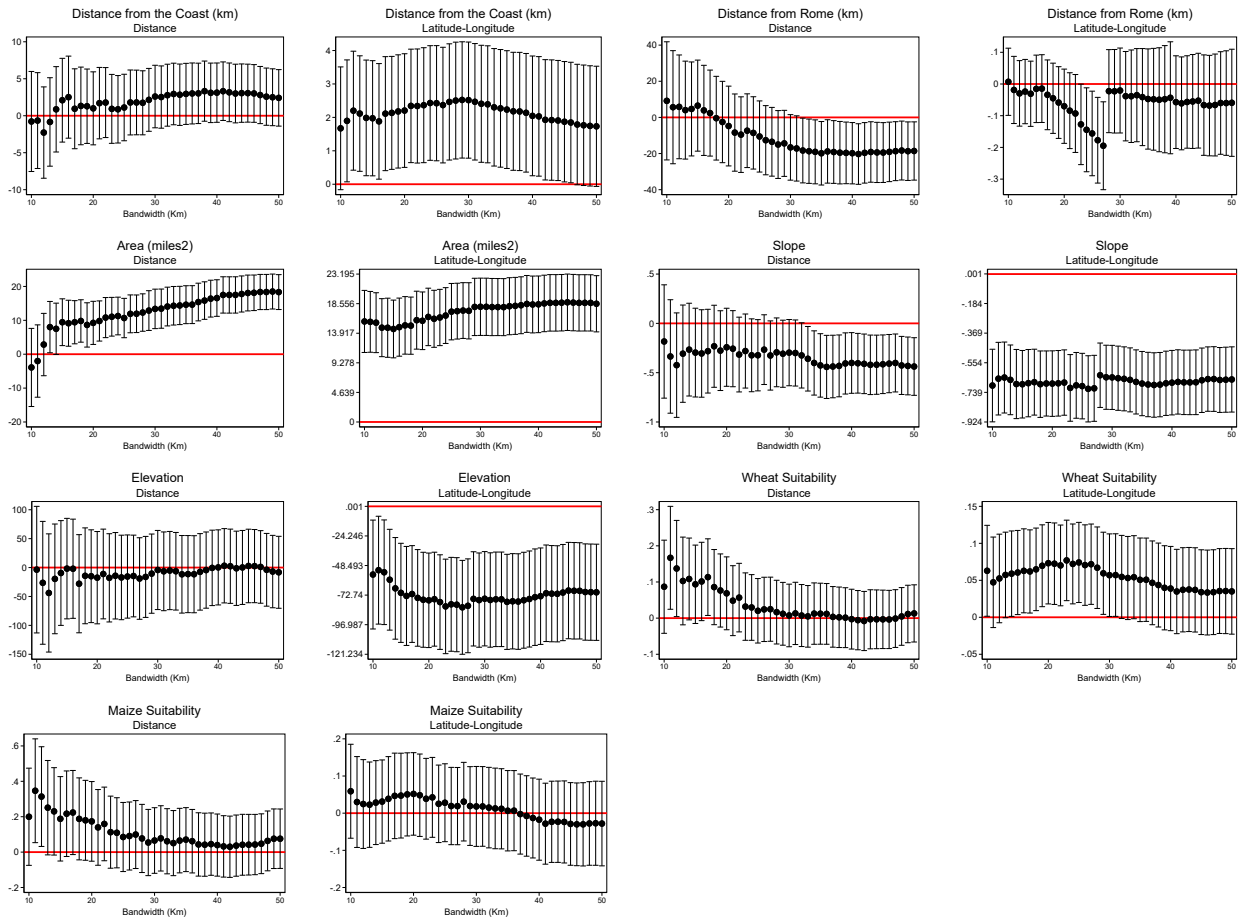 Distance from the Coast (km)
Distance
10
5
0
-5
-10
10 20 30 40 50
Bandwidth (Km)
Distance from the Coast (km)
Latitude-Longitude
4
3
2
1
0
10 20 30 40 50
Bandwidth (Km)
Distance from Rome (km)
Distance
40
20
0
-20
-40
10 20 30 40 50
Bandwidth (Km)
Distance from Rome (km)
Latitude-Longitude
.1
0
-.1
-.2
-.3
10 20 30 40 50
Bandwidth (Km)
Area (miles2)
Distance
20
10
0
-10
-20
10 20 30 40 50
Bandwidth (Km)
Area (miles2)
Latitude-Longitude
23.195
18.556
13.917
9.278
4.639
0
10 20 30 40 50
Bandwidth (Km)
Slope
Distance
.5
0
-.5
-1
10 20 30 40 50
Bandwidth (Km)
Slope
Latitude-Longitude
.001
-.184
-.369
-.554
-.739
-.924
10 20 30 40 50
Bandwidth (Km)
Elevation
Distance
100
50
0
-50
-100
-150
10 20 30 40 50
Bandwidth (Km)
Elevation
Latitude-Longitude
.001
-24.246
-48.493
-72.74
-96.987
-121.234
10 20 30 40 50
Bandwidth (Km)
Wheat Suitability
Distance
.3
.2
.1
0
-.1
10 20 30 40 50
Bandwidth (Km)
Wheat Suitability
Latitude-Longitude
.15
.1
.05
0
-.05
10 20 30 40 50
Bandwidth (Km)
Maize Suitability
Distance
.6
.4
.2
0
-.2
10 20 30 40 50
Bandwidth (Km)
Maize Suitability
Latitude-Longitude
.2
.1
0
-.1
-.2
10 20 30 40 50
Bandwidth (Km)